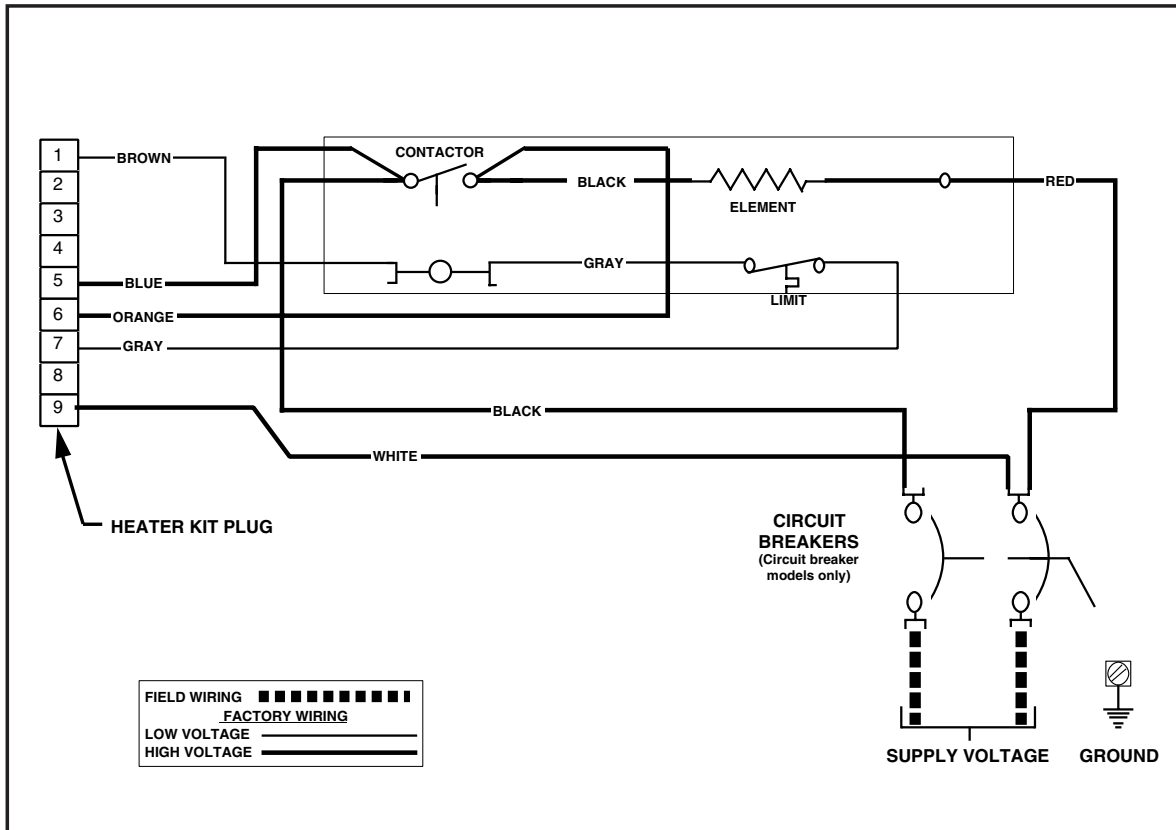 1
2
3
4
5
6
7
8
9
BROWN
BLUE
ORANGE
GRAY
CONTACTOR
BLACK
ELEMENT
RED
GRAY
LIMIT
BLACK
WHITE
HEATER KIT PLUG
CIRCUIT
BREAKERS
(Circuit breaker
models only)
FIELD WIRING
FACTORY WIRING
LOW VOLTAGE
HIGH VOLTAGE
SUPPLY VOLTAGE
GROUND